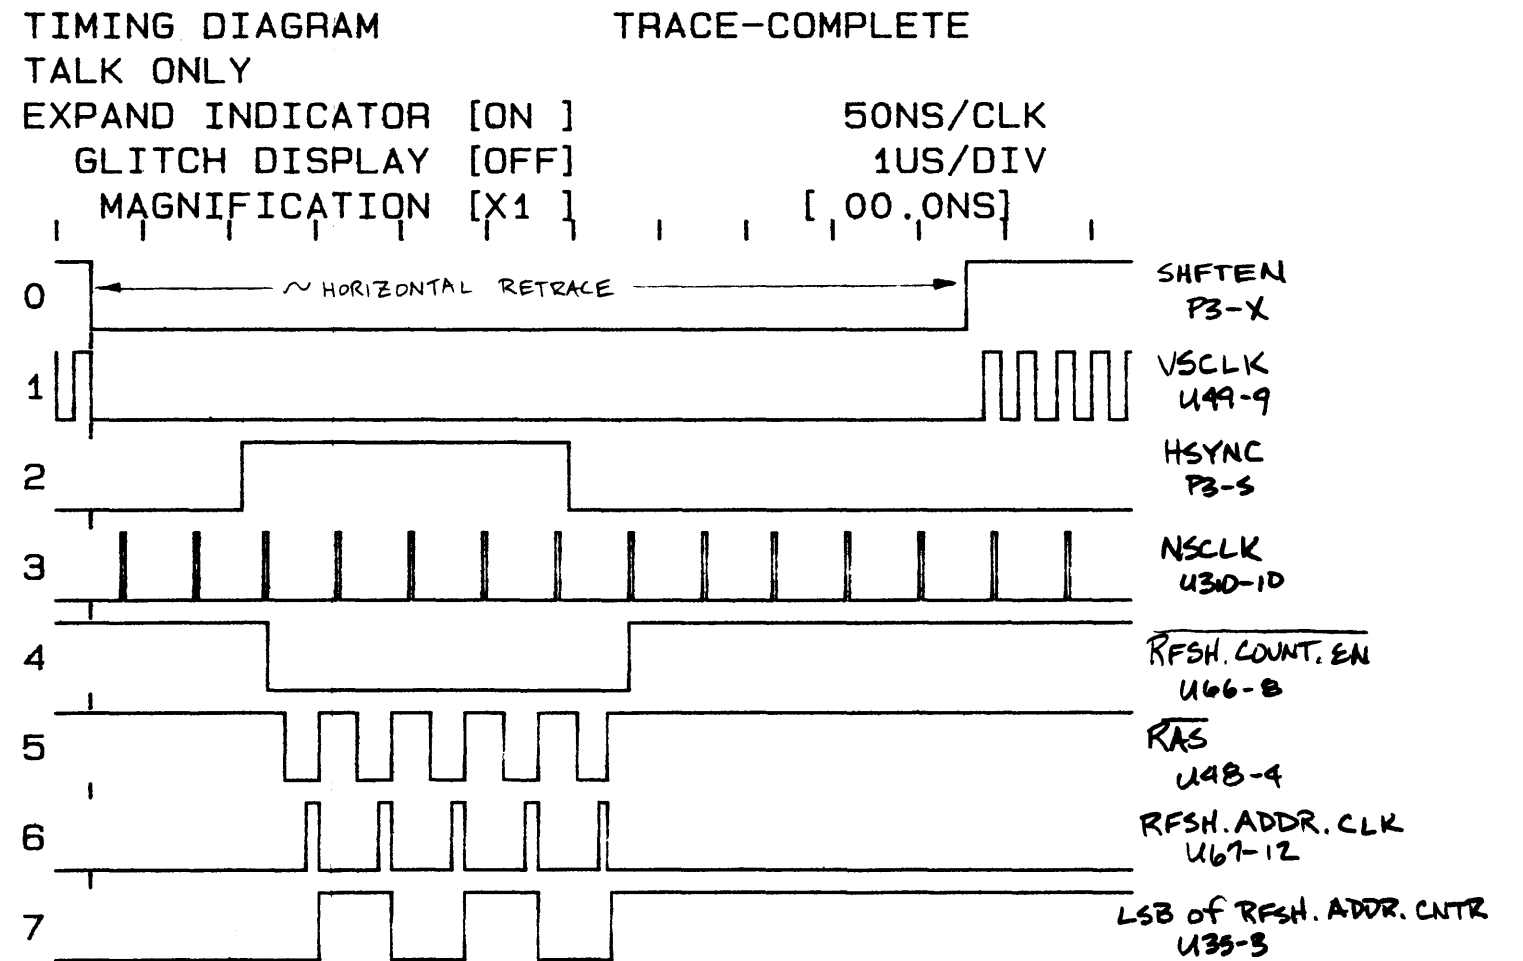 TIMING DIAGRAM TRACE-COMPLETE
TALK ONLY
EXPAND INDICATOR [ON ] 50NS/CLK
GLITCH DISPLAY [OFF] 1US/DIV
MAGNIFICATION [X1 ] [ 00.0NS]
0 ~ HORIZONTAL RETRACE SHFTEN
P3-X
1 VSCLK
U49-9
2 HSYNC
P3-S
3 NSCLK
U30-10
4 RFSH.COUNT.EN
U66-8
5 RAS
U48-4
6 RFSH.ADDR.CLK
U67-12
7 LSB of RFSH.ADDR.CNTR
U35-3